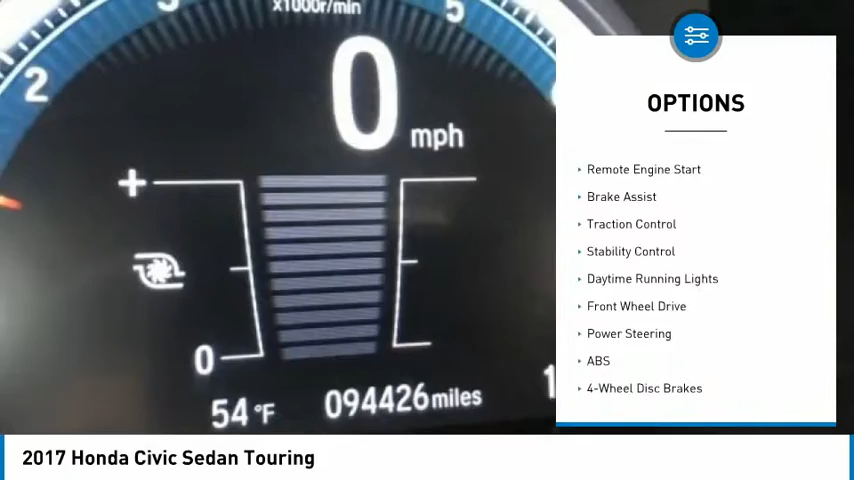 x1000r/min
3
5
2
0
mph
+
0
54 °F
094426 miles
1
OPTIONS
Remote Engine Start
Brake Assist
Traction Control
Stability Control
Daytime Running Lights
Front Wheel Drive
Power Steering
ABS
4-Wheel Disc Brakes
2017 Honda Civic Sedan Touring